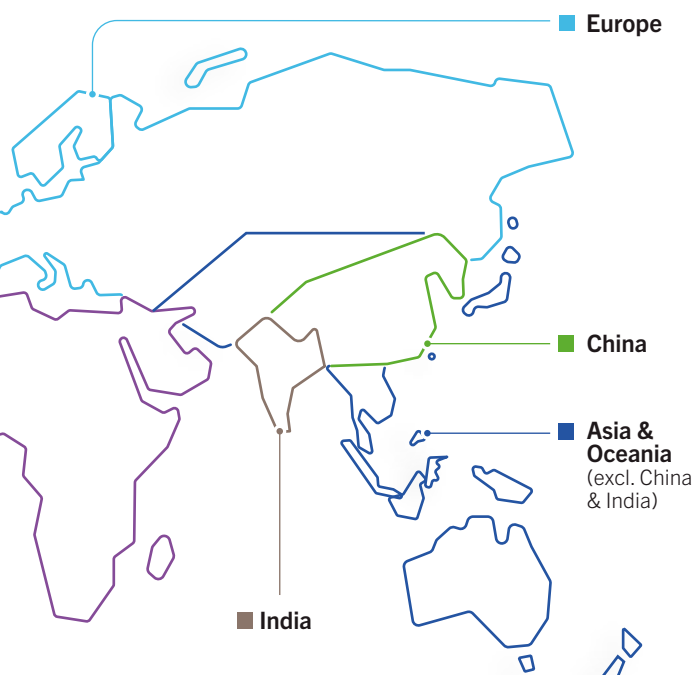 Europe
China
Asia &
Oceania
(excl. China
& India)
India